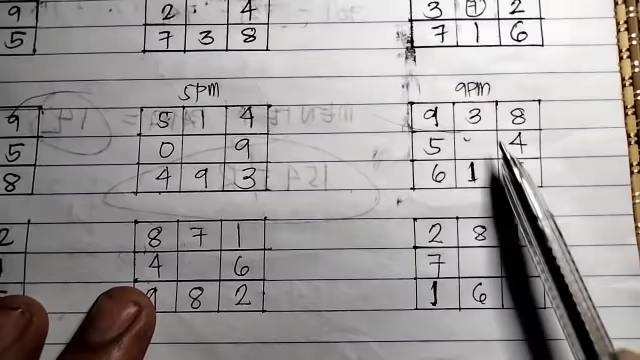 9 2 4 3 7 2
5 7 3 8 7 1 6
5pm 9pm
9 5 1 4 9 3 8
5 0 9 5 4
8 4 9 3 6 1
2 8 7 1 2 8
4 6 7
8 2 1 6